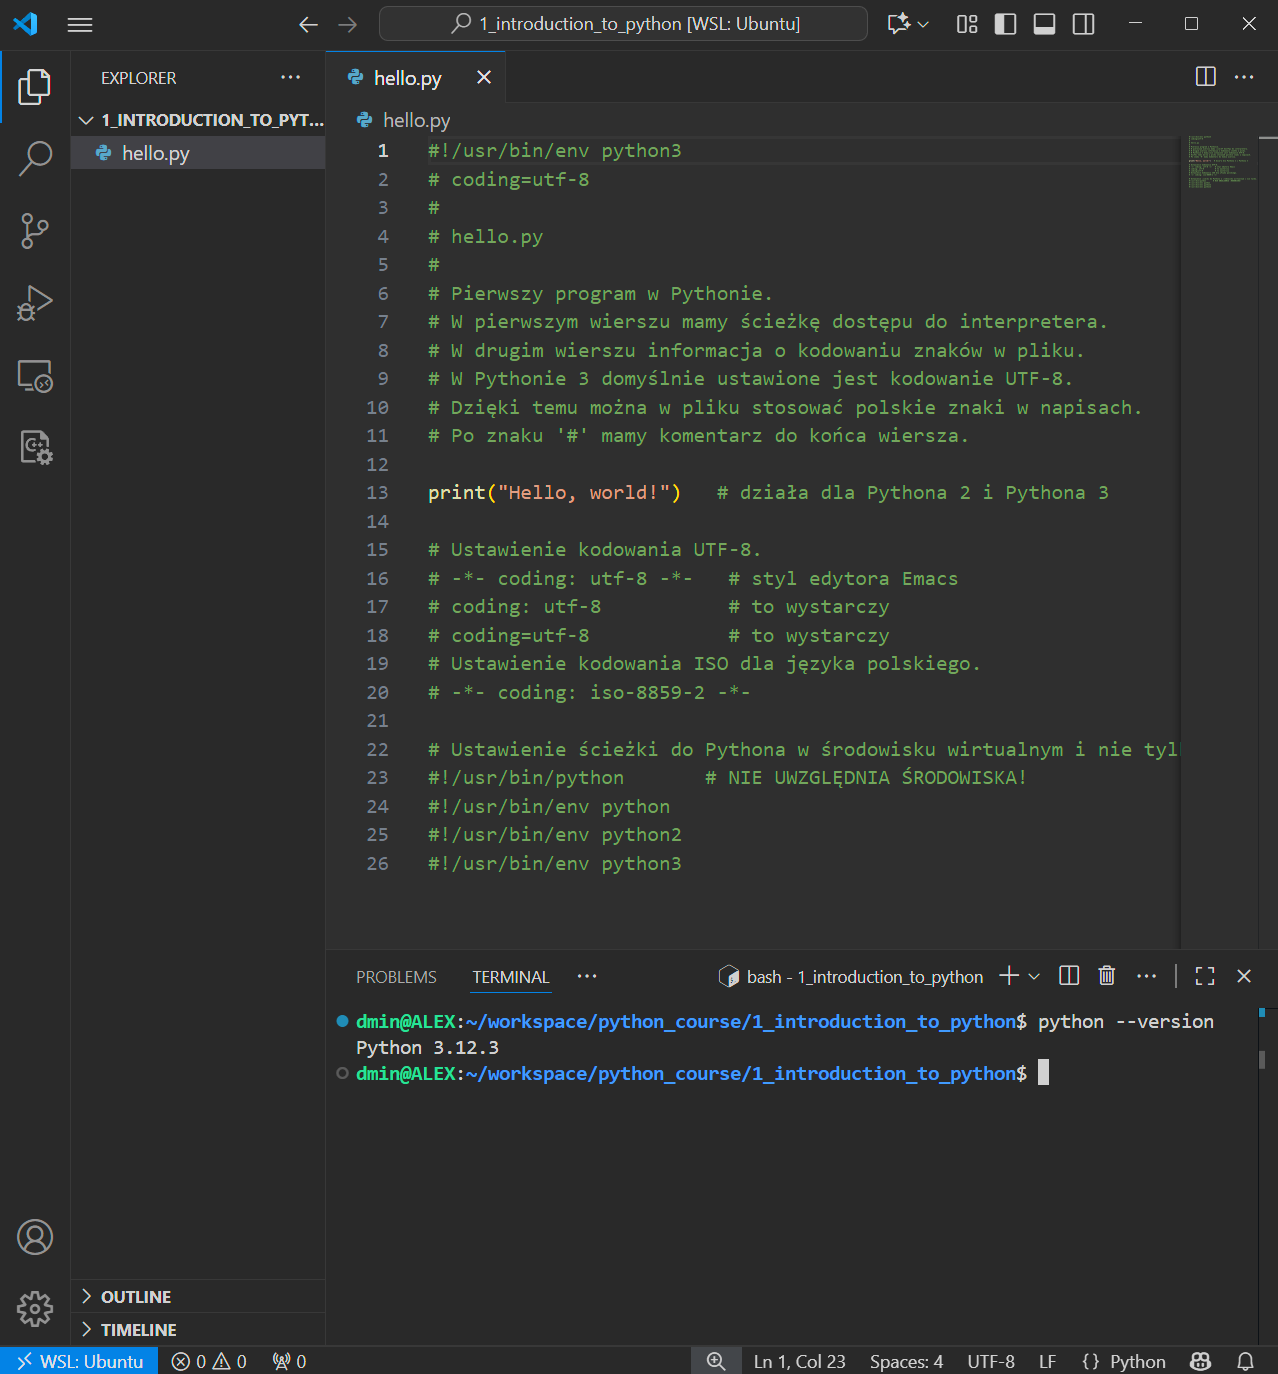 1_introduction_to_python [WSL: Ubuntu]
EXPLORER
hello.py
1_INTRODUCTION_TO_PYT...
hello.py
hello.py
1 #!/usr/bin/env python3
2 # coding=utf-8
3 #
4 # hello.py
5 #
6 # Pierwszy program w Pythonie.
7 # W pierwszym wierszu mamy ścieżkę dostępu do interpretera.
8 # W drugim wierszu informacja o kodowaniu znaków w pliku.
9 # W Pythonie 3 domyślnie ustawione jest kodowanie UTF-8.
10 # Dzięki temu można w pliku stosować polskie znaki w napisach.
11 # Po znaku '#' mamy komentarz do końca wiersza.
12
13 print("Hello, world!")   # działa dla Pythona 2 i Pythona 3
14
15 # Ustawienie kodowania UTF-8.
16 # -*- coding: utf-8 -*-   # styl edytora Emacs
17 # coding: utf-8           # to wystarczy
18 # coding=utf-8            # to wystarczy
19 # Ustawienie kodowania ISO dla języka polskiego.
20 # -*- coding: iso-8859-2 -*-
21
22 # Ustawienie ścieżki do Pythona w środowisku wirtualnym i nie tyl
23 #!/usr/bin/python       # NIE UWZGLĘDNIA ŚRODOWISKA!
24 #!/usr/bin/env python
25 #!/usr/bin/env python2
26 #!/usr/bin/env python3
PROBLEMS TERMINAL bash - 1_introduction_to_python
dmin@ALEX:~/workspace/python_course/1_introduction_to_python$ python --version
Python 3.12.3
dmin@ALEX:~/workspace/python_course/1_introduction_to_python$
OUTLINE
TIMELINE
WSL: Ubuntu 0 0 0 Ln 1, Col 23 Spaces: 4 UTF-8 LF {} Python